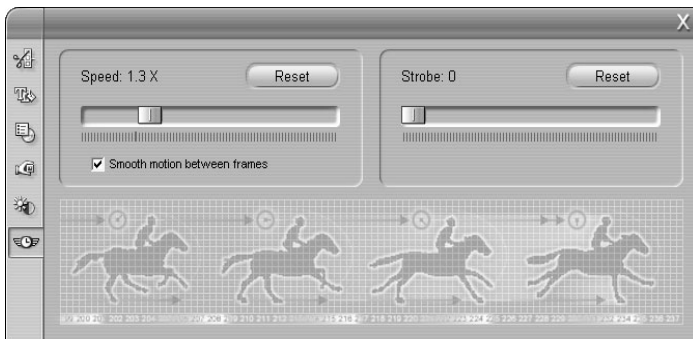 X
Speed: 1.3 X
Reset
Smooth motion between frames
Strobe: 0
Reset